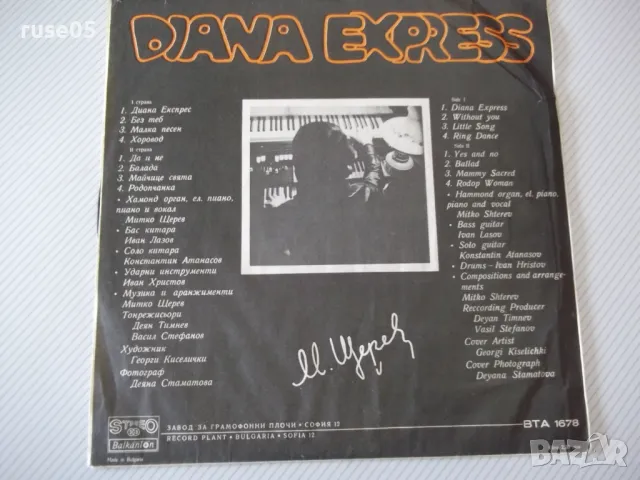 ruse05
DIANA EXPRESS
I страна
1. Диана Експрес
2. Без теб
3. Малка песен
4. Хоровод
II страна
1. Да и не
2. Балада
3. Майчице свята
4. Родопчанка
• Хамонд орган, ел. пиано,
пиано и вокал
Митко Щерев
• Бас китара
Иван Лазов
• Соло китара
Константин Атанасов
• Ударни инструменти
Иван Христов
• Музика и аранжименти
Митко Щерев
Тонрежисьори
Деян Тимнев
Васил Стефанов
Художник
Георги Киселички
Фотограф
Деяна Стаматова
Side I
1. Diana Express
2. Without you
3. Little Song
4. Ring Dance
Side II
1. Yes and no
2. Ballad
3. Mammy Sacred
4. Rodop Woman
• Hammond organ, el. piano,
piano and vocal
Mitko Shterev
• Bass guitar
Ivan Lasov
• Solo guitar
Konstantin Atanasov
• Drums – Ivan Hristov
• Compositions and arrange-
ments
Mitko Shterev
Reccording Producer
Deyan Timnev
Vasil Stefanov
Cover Artist
Georgi Kiselichki
Cover Photograph
Deyana Stamatova
М. Щерев
STEREO
Balkanton
Made in Bulgaria
ЗАВОД ЗА ГРАМОФОННИ ПЛОЧИ • СОФИЯ 12
RECORD PLANT • BULGARIA • SOFIA 12
ВТА 1678
bazar